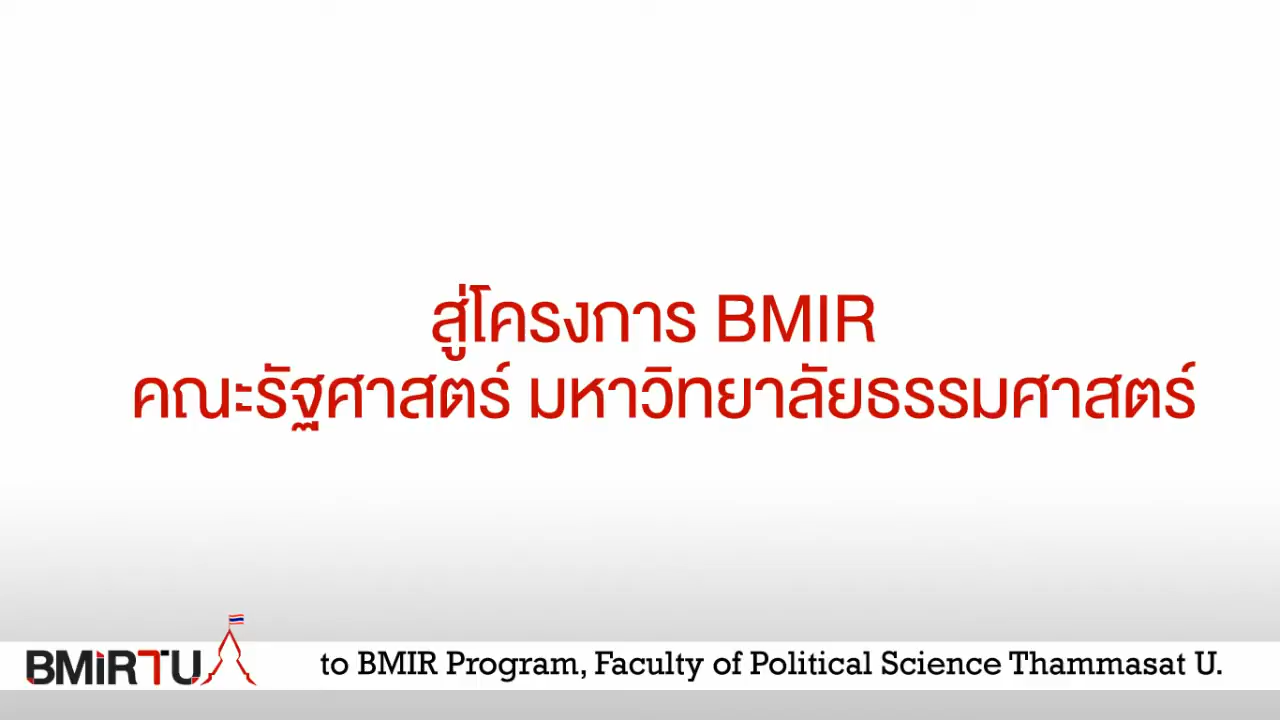 สู่โครงการ BMIR
คณะรัฐศาสตร์ มหาวิทยาลัยธรรมศาสตร์
BMiRTU
to BMIR Program, Faculty of Political Science Thammasat U.